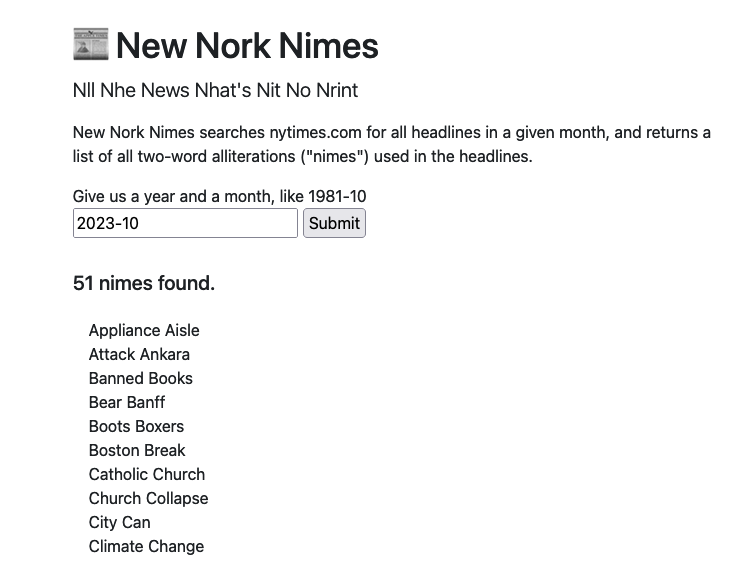 New Nork Nimes
Nll Nhe News Nhat's Nit No Nrint
New Nork Nimes searches nytimes.com for all headlines in a given month, and returns a
list of all two-word alliterations ("nimes") used in the headlines.
Give us a year and a month, like 1981-10
2023-10 Submit
51 nimes found.
Appliance Aisle
Attack Ankara
Banned Books
Bear Banff
Boots Boxers
Boston Break
Catholic Church
Church Collapse
City Can
Climate Change